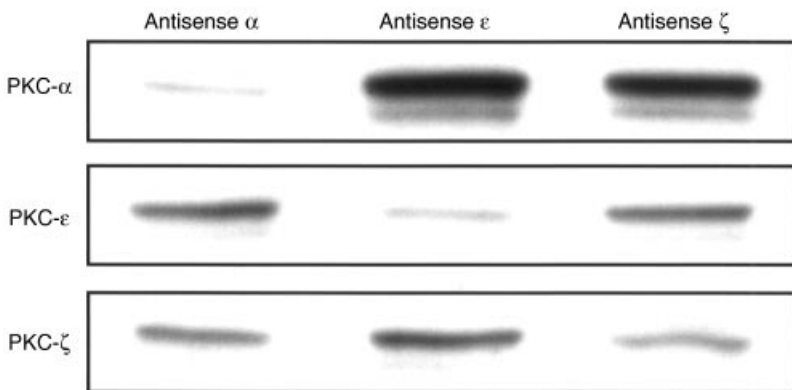 Antisense α Antisense ε Antisense ζ
PKC-α
PKC-ε
PKC-ζ